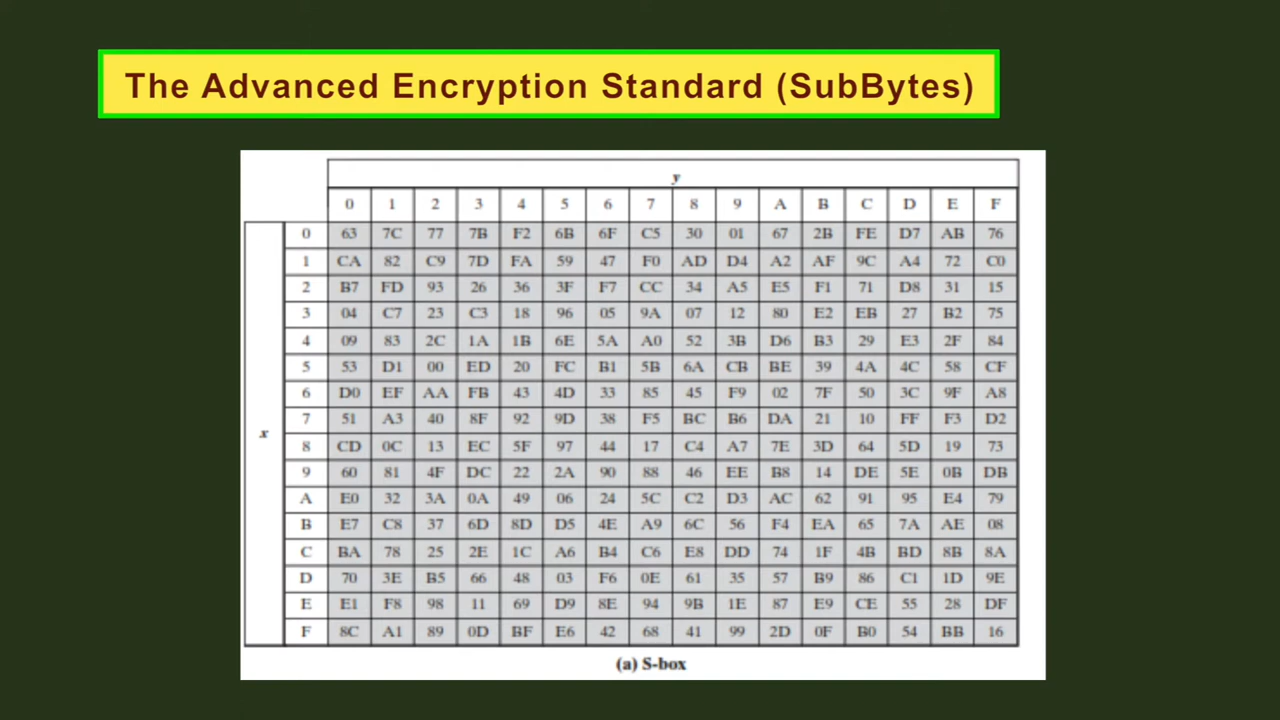 The Advanced Encryption Standard (SubBytes)
y
0 1 2 3 4 5 6 7 8 9 A B C D E F
0 63 7C 77 7B F2 6B 6F C5 30 01 67 2B FE D7 AB 76
1 CA 82 C9 7D FA 59 47 F0 AD D4 A2 AF 9C A4 72 C0
2 B7 FD 93 26 36 3F F7 CC 34 A5 E5 F1 71 D8 31 15
3 04 C7 23 C3 18 96 05 9A 07 12 80 E2 EB 27 B2 75
4 09 83 2C 1A 1B 6E 5A A0 52 3B D6 B3 29 E3 2F 84
5 53 D1 00 ED 20 FC B1 5B 6A CB BE 39 4A 4C 58 CF
6 D0 EF AA FB 43 4D 33 85 45 F9 02 7F 50 3C 9F A8
7 51 A3 40 8F 92 9D 38 F5 BC B6 DA 21 10 FF F3 D2
x
8 CD 0C 13 EC 5F 97 44 17 C4 A7 7E 3D 64 5D 19 73
9 60 81 4F DC 22 2A 90 88 46 EE B8 14 DE 5E 0B DB
A E0 32 3A 0A 49 06 24 5C C2 D3 AC 62 91 95 E4 79
B E7 C8 37 6D 8D D5 4E A9 6C 56 F4 EA 65 7A AE 08
C BA 78 25 2E 1C A6 B4 C6 E8 DD 74 1F 4B BD 8B 8A
D 70 3E B5 66 48 03 F6 0E 61 35 57 B9 86 C1 1D 9E
E E1 F8 98 11 69 D9 8E 94 9B 1E 87 E9 CE 55 28 DF
F 8C A1 89 0D BF E6 42 68 41 99 2D 0F B0 54 BB 16
(a) S-box